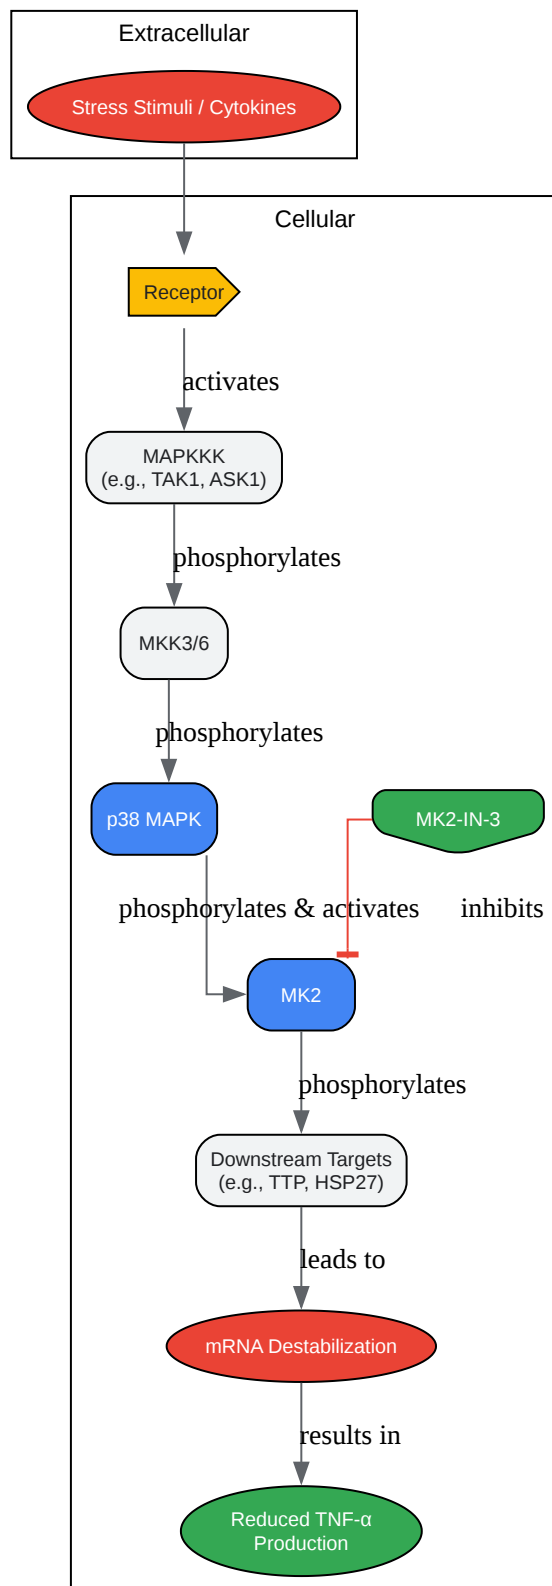 Extracellular
Stress Stimuli / Cytokines
Cellular
Receptor
activates
MAPKKK
(e.g., TAK1, ASK1)
phosphorylates
MKK3/6
phosphorylates
p38 MAPK
MK2-IN-3
phosphorylates & activates
inhibits
MK2
phosphorylates
Downstream Targets
(e.g., TTP, HSP27)
leads to
mRNA Destabilization
results in
Reduced TNF-α
Production